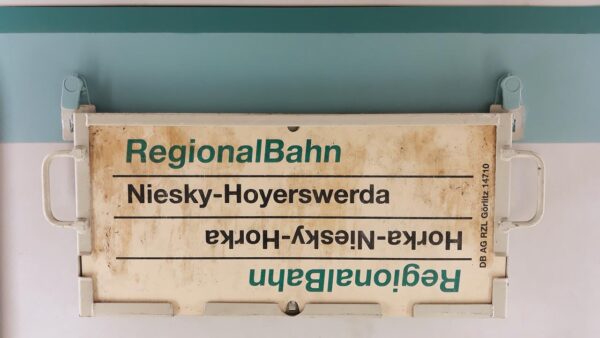 RegionalBahn
Niesky-Hoyerswerda
Horka-Niesky-Horka
RegionalBahn
DB AG RZL Görlitz 14710